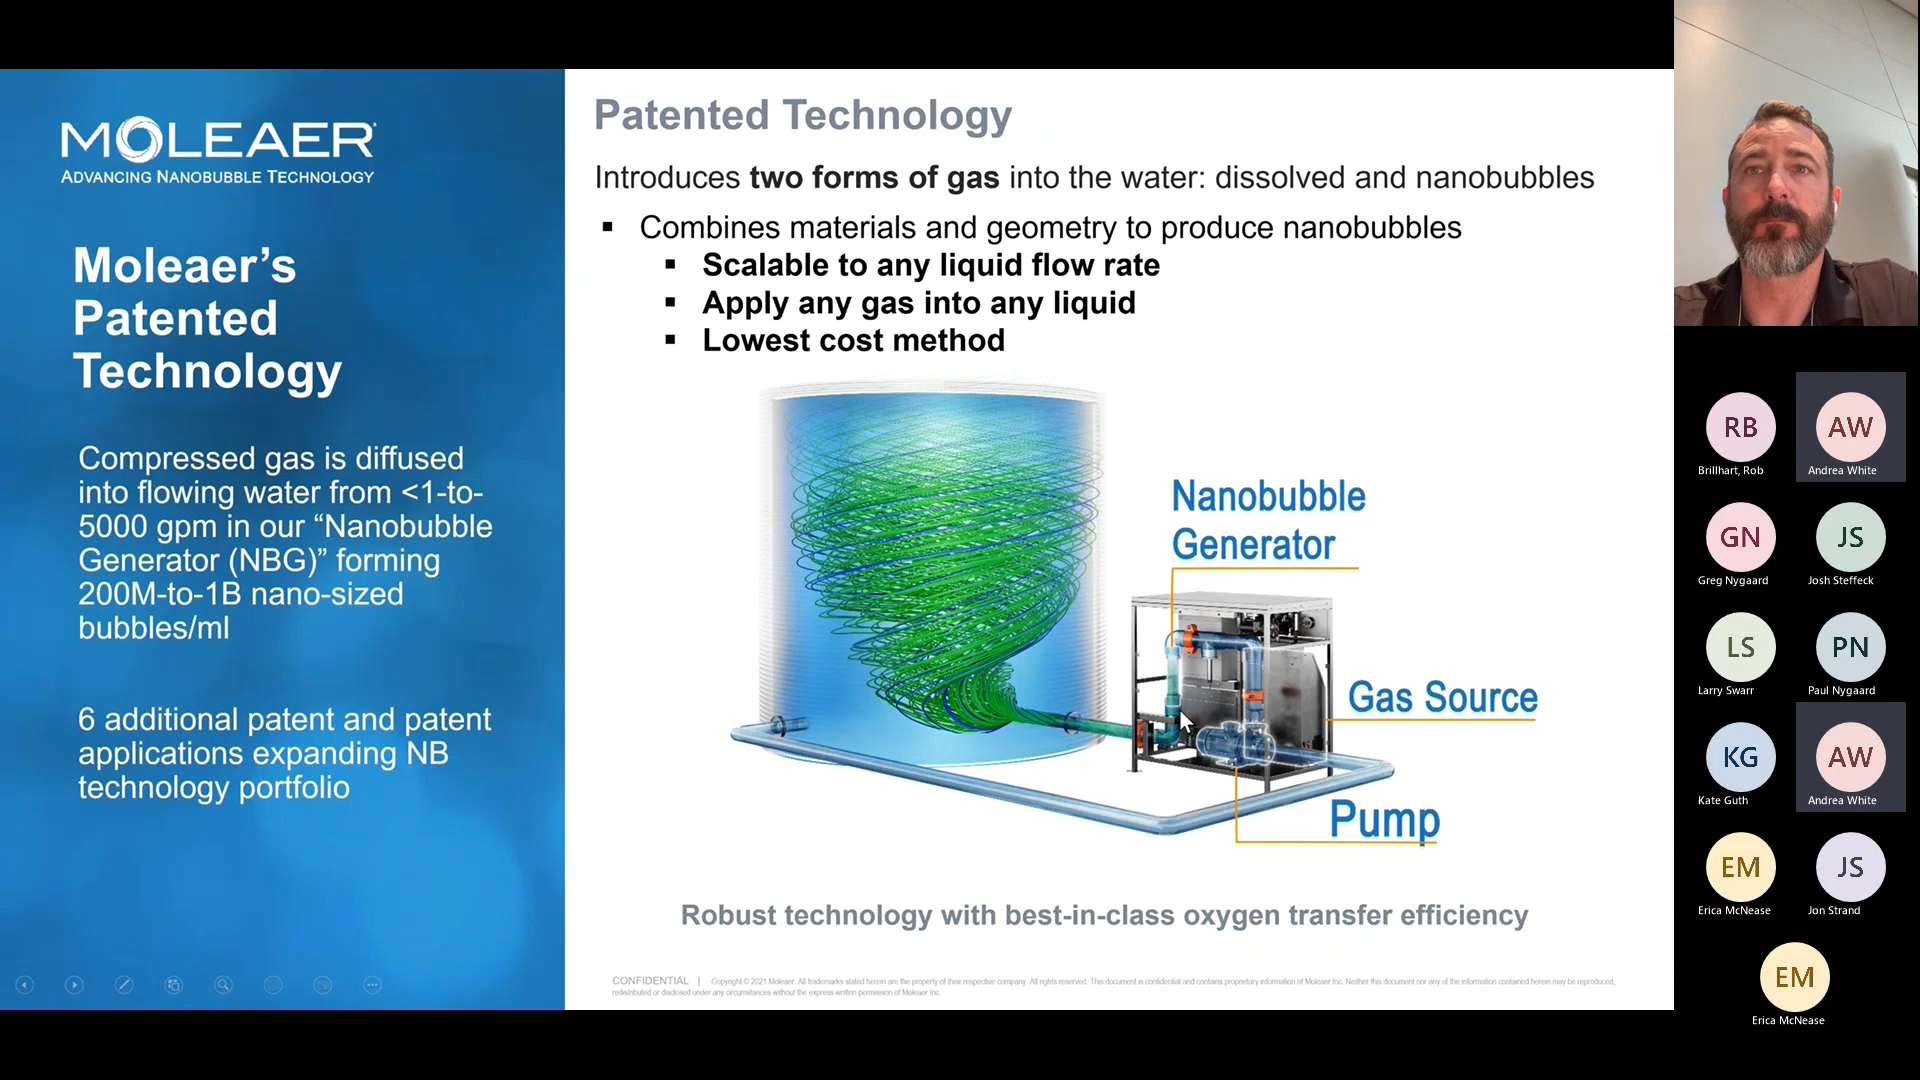 MOLEAER
ADVANCING NANOBUBBLE TECHNOLOGY
Moleaer’s
Patented
Technology
Compressed gas is diffused
into flowing water from <1-to-
5000 gpm in our “Nanobubble
Generator (NBG)” forming
200M-to-1B nano-sized
bubbles/ml
6 additional patent and patent
applications expanding NB
technology portfolio
Patented Technology
Introduces two forms of gas into the water: dissolved and nanobubbles
▪ Combines materials and geometry to produce nanobubbles
▪ Scalable to any liquid flow rate
▪ Apply any gas into any liquid
▪ Lowest cost method
Nanobubble
Generator
Gas Source
Pump
Robust technology with best-in-class oxygen transfer efficiency
CONFIDENTIAL | Copyright © 2021 Moleaer. All trademarks stated herein are the property of their respective company. All rights reserved. This document is confidential and contains proprietary information of Moleaer Inc. Neither this document nor any of the information contained herein may be reproduced,
redistributed or disclosed under any circumstances without the express written permission of Moleaer Inc
RB
Brillhart, Rob
AW
Andrea White
GN
Greg Nygaard
JS
Josh Steffeck
LS
Larry Swarr
PN
Paul Nygaard
KG
Kate Guth
AW
Andrea White
EM
Erica McNease
JS
Jon Strand
EM
Erica McNease